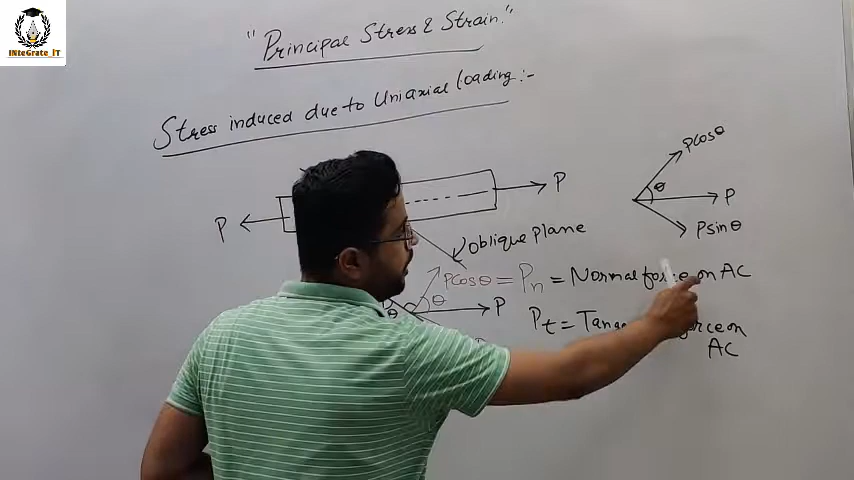 INteGrate_iT
"Principal Stress & Strain."
Stress induced due to Uniaxial Loading:-
P
P
Oblique plane
Pcosθ = Pn = Normal force on AC
θ
P
Pt = force on
AC
Pcosθ
θ
P
Psinθ